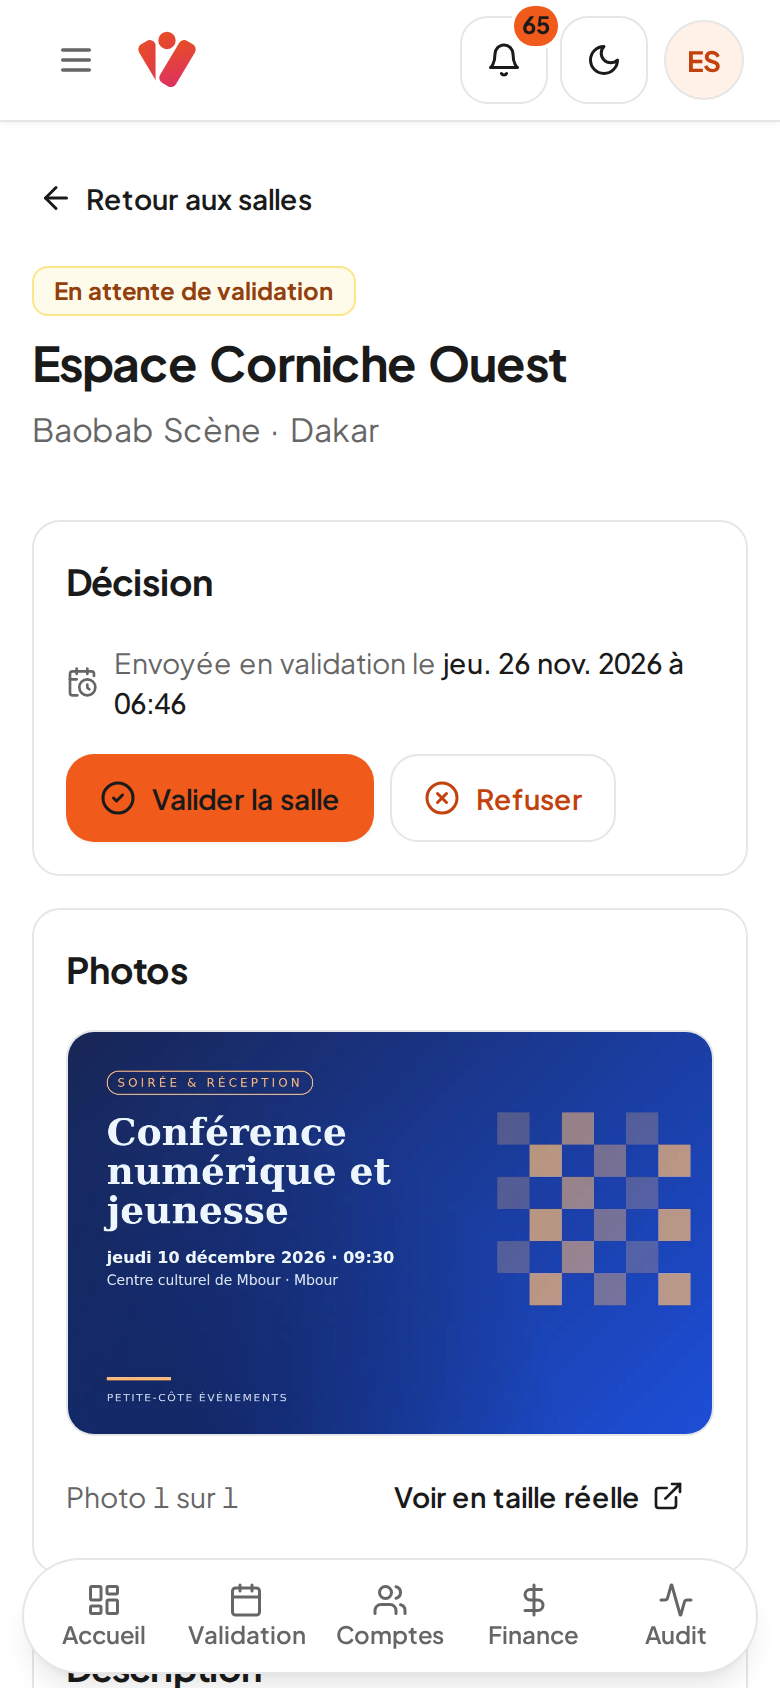 65
ES
Retour aux salles
En attente de validation
Espace Corniche Ouest
Baobab Scène · Dakar
Décision
Envoyée en validation le jeu. 26 nov. 2026 à
06:46
Valider la salle
Refuser
Photos
SOIRÉE & RÉCEPTION
Conférence
numérique et
jeunesse
jeudi 10 décembre 2026 · 09:30
Centre culturel de Mbour · Mbour
PETITE-CÔTE ÉVÉNEMENTS
Photo 1 sur 1
Voir en taille réelle
Accueil
Validation
Comptes
Finance
Audit
Description